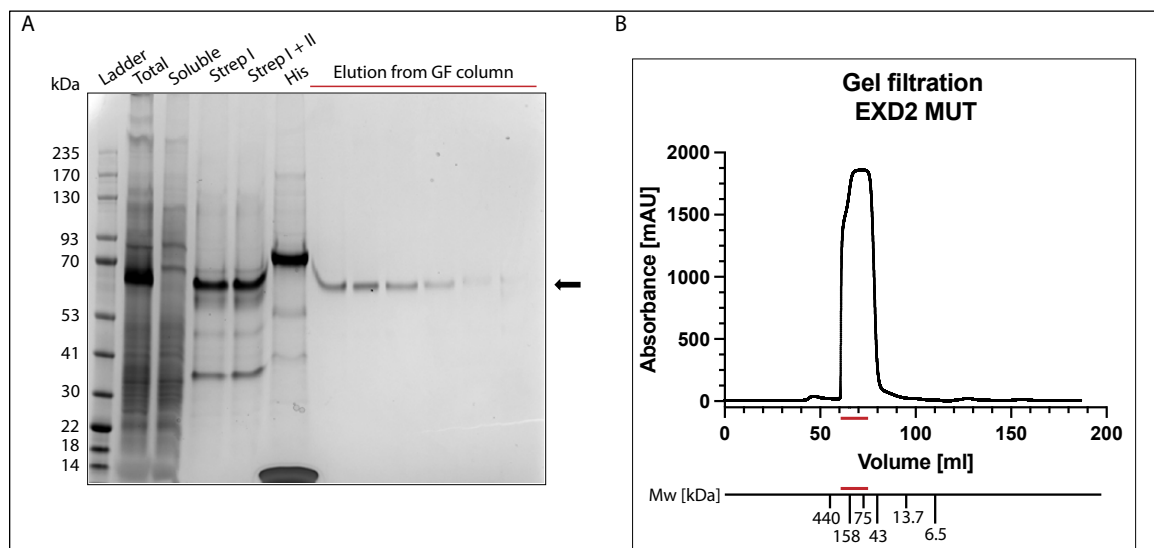 A
Ladder
Total
Soluble
Strep I
Strep I + II
His
Elution from GF column
kDa
235
170
130
93
70
53
41
30
22
18
14
B
Gel filtration
EXD2 MUT
Absorbance [mAU]
2000
1500
1000
500
0
0 50 100 150 200
Volume [ml]
Mw [kDa]
440 75 13.7
158 43 6.5